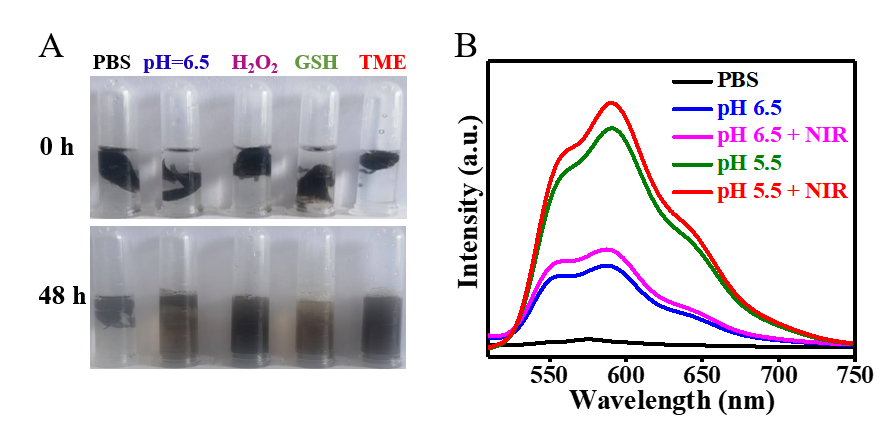 A
PBS pH=6.5 H₂O₂ GSH TME
0 h
48 h
B
PBS
pH 6.5
pH 6.5 + NIR
pH 5.5
pH 5.5 + NIR
Intensity (a.u.)
550 600 650 700 750
Wavelength (nm)